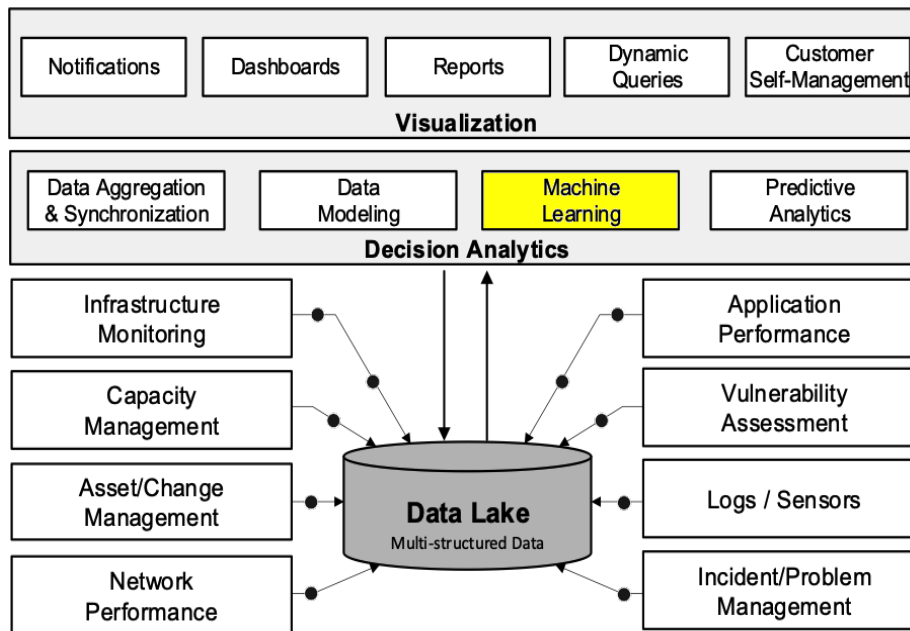 Notifications
Dashboards
Reports
Dynamic
Queries
Customer
Self-Management
Visualization
Data Aggregation
& Synchronization
Data
Modeling
Machine
Learning
Predictive
Analytics
Decision Analytics
Infrastructure
Monitoring
Application
Performance
Capacity
Management
Vulnerability
Assessment
Asset/Change
Management
Data Lake
Multi-structured Data
Logs / Sensors
Network
Performance
Incident/Problem
Management